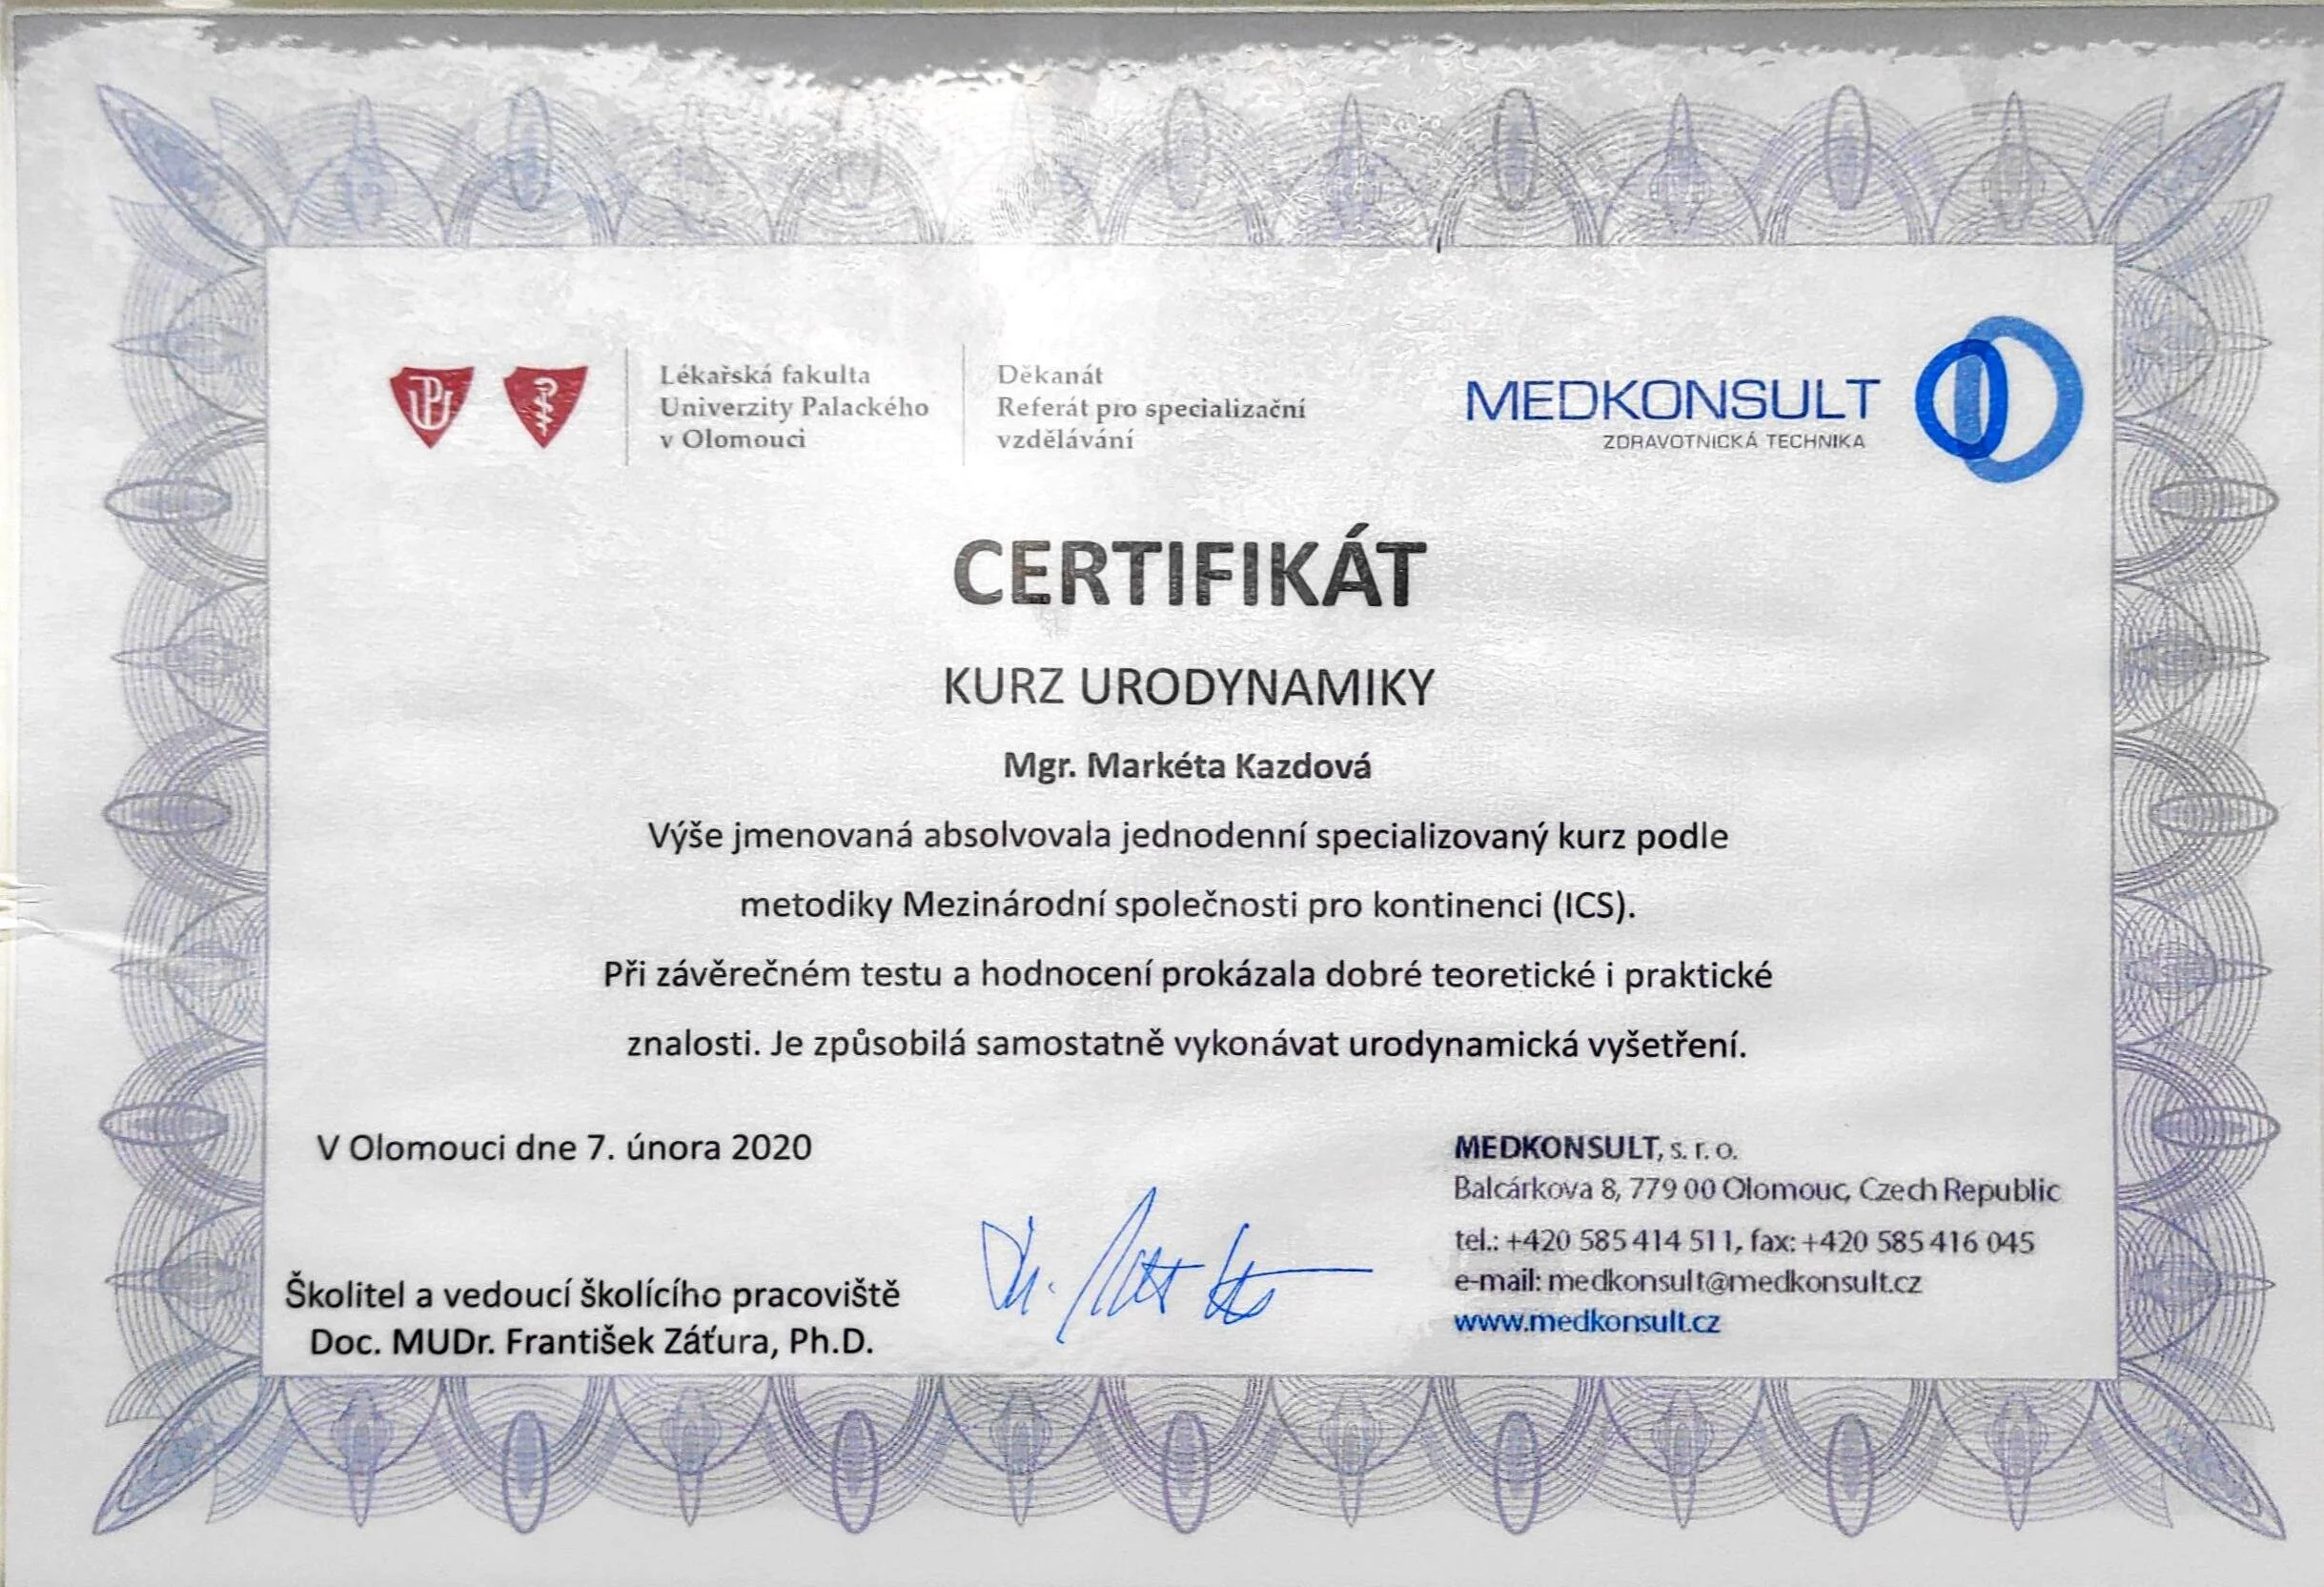 Lékařská fakulta
Univerzity Palackého
v Olomouci
Děkanát
Referát pro specializační
vzdělávání
MEDKONSULT
ZDRAVOTNICKÁ TECHNIKA
CERTIFIKÁT
KURZ URODYNAMIKY
Mgr. Markéta Kazdová
Výše jmenovaná absolvovala jednodenní specializovaný kurz podle
metodiky Mezinárodní společnosti pro kontinenci (ICS).
Při závěrečném testu a hodnocení prokázala dobré teoretické i praktické
znalosti. Je způsobilá samostatně vykonávat urodynamická vyšetření.
V Olomouci dne 7. února 2020
Školitel a vedoucí školícího pracoviště
Doc. MUDr. František Záťura, Ph.D.
MEDKONSULT, s. r. o.
Balcárkova 8, 779 00 Olomouc, Czech Republic
tel.: +420 585 414 511, fax: +420 585 416 045
e-mail: medkonsult@medkonsult.cz
www.medkonsult.cz